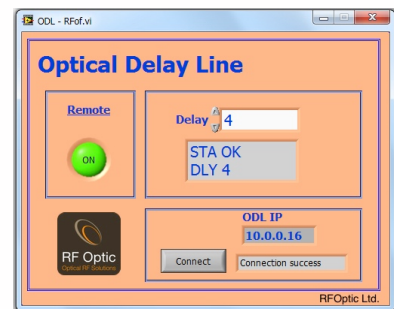 ODL - RFof.vi
Optical Delay Line
Remote
ON
Delay
4
STA OK
DLY 4
RF Optic
Optical RF Solutions
ODL IP
10.0.0.16
Connect
Connection success
RFOptic Ltd.